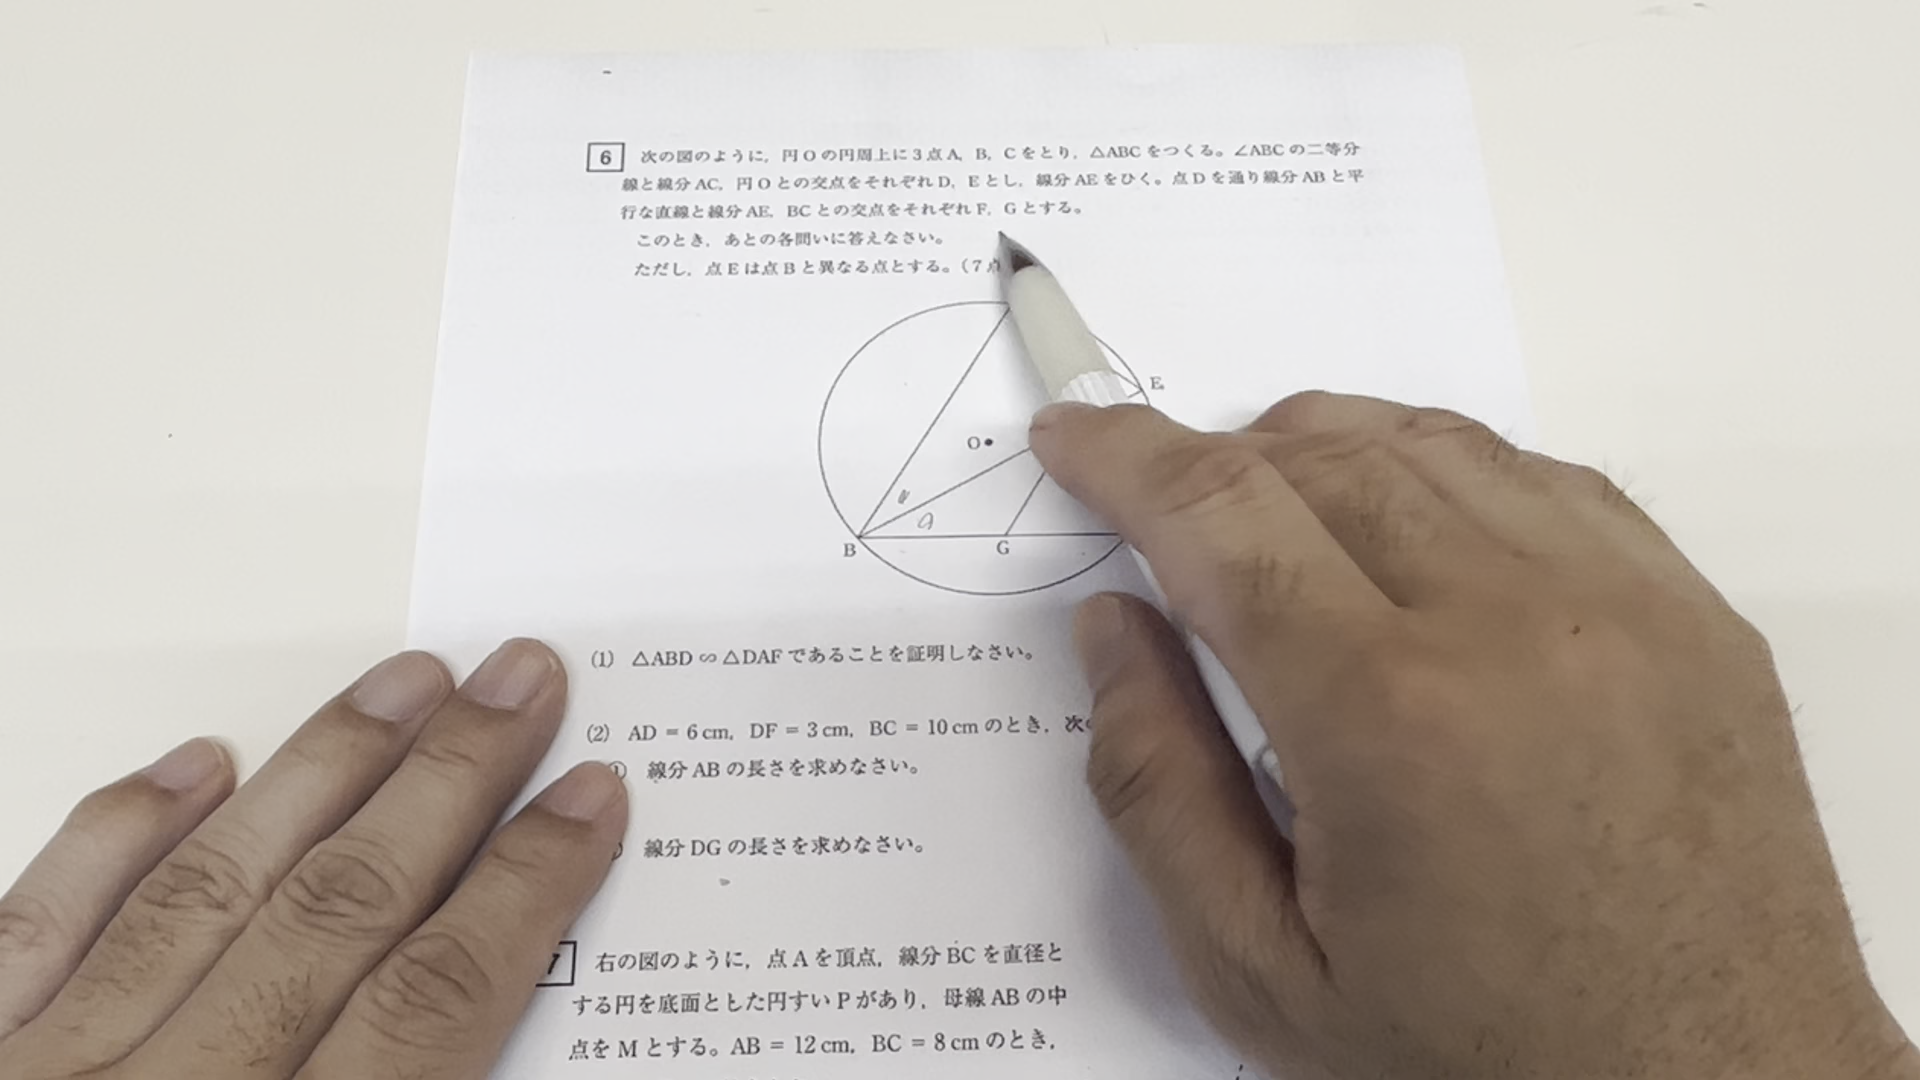 6 次の図のように，円Oの円周上に3点A，B，Cをとり，△ABCをつくる。∠ABCの二等分
線と線分AC，円Oとの交点をそれぞれD，Eとし，線分AEをひく。点Dを通り線分ABと平
行な直線と線分AE，BCとの交点をそれぞれF，Gとする。
このとき，あとの各問いに答えなさい。
ただし，点Eは点Bと異なる点とする。（7点
E
O
B
G
(1) △ABD∽△DAFであることを証明しなさい。
(2) AD = 6 cm，DF = 3 cm，BC = 10 cm のとき，次
① 線分ABの長さを求めなさい。
線分DGの長さを求めなさい。
7 右の図のように，点Aを頂点，線分BCを直径と
する円を底面とした円すいPがあり，母線ABの中
点をMとする。AB = 12 cm，BC = 8 cm のとき，